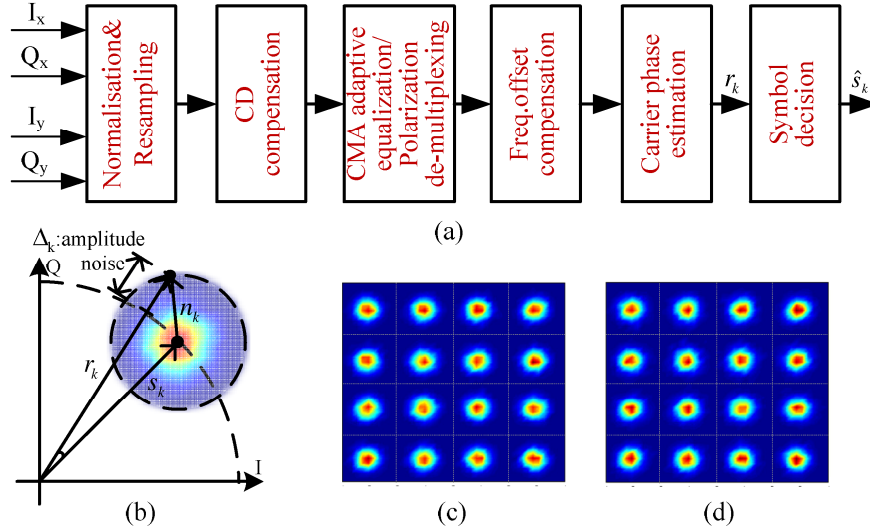 I_x
Q_x
I_y
Q_y
Normalisation&
Resampling
CD
compensation
CMA adaptive
equalization/
Polarization
de-multiplexing
Freq.offset
compensation
Carrier phase
estimation
r_k
Symbol
decision
ŝ_k
(a)
Δ_k:amplitude
noise
Q
n_k
r_k
s_k
I
(b)
(c)
(d)